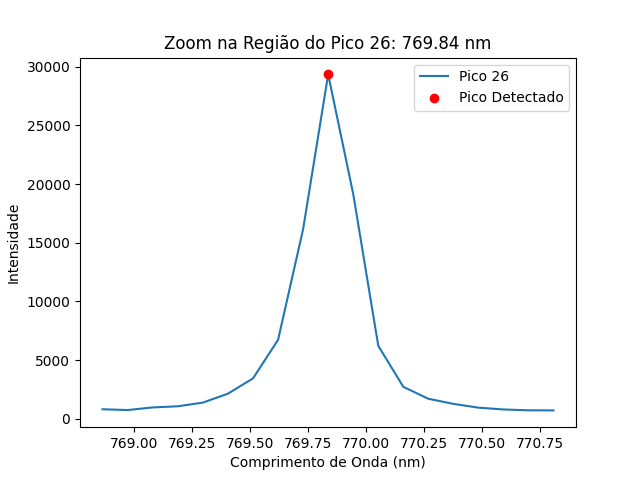 Zoom na Região do Pico 26: 769.84 nm
Pico 26
Pico Detectado
30000
25000
20000
15000
10000
5000
0
Intensidade
769.00 769.25 769.50 769.75 770.00 770.25 770.50 770.75
Comprimento de Onda (nm)